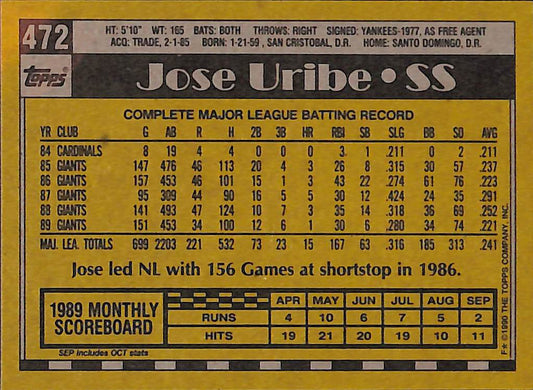 472
HT: 5'10" WT: 165 BATS: BOTH THROWS: RIGHT SIGNED: YANKEES-1977, AS FREE AGENT
ACQ: TRADE, 2-1-85 BORN: 1-21-59, SAN CRISTOBAL, D.R. HOME: SANTO DOMINGO, D.R.
TOPPS
Jose Uribe • SS
COMPLETE MAJOR LEAGUE BATTING RECORD
YR CLUB G AB R H 2B 3B HR RBI SB SLG BB SO AVG
84 CARDINALS 8 19 4 4 0 0 0 3 1 .211 0 2 .211
85 GIANTS 147 476 46 113 20 4 3 26 8 .315 30 57 .237
86 GIANTS 157 453 46 101 15 1 3 43 22 .274 61 76 .223
87 GIANTS 95 309 44 90 16 5 5 30 12 .424 24 35 .291
88 GIANTS 141 493 47 124 10 7 3 35 14 .318 36 69 .252
89 GIANTS 151 453 34 100 12 6 1 30 6 .280 34 74 .221
MAJ. LEA. TOTALS 699 2203 221 532 73 23 15 167 63 .316 185 313 .241
Jose led NL with 156 Games at shortstop in 1986.
1989 MONTHLY SCOREBOARD
APR MAY JUN JUL AUG SEP
RUNS 4 10 6 7 5 2
HITS 19 21 20 19 10 11
SEP includes OCT stats
F* © 1990 THE TOPPS COMPANY, INC.